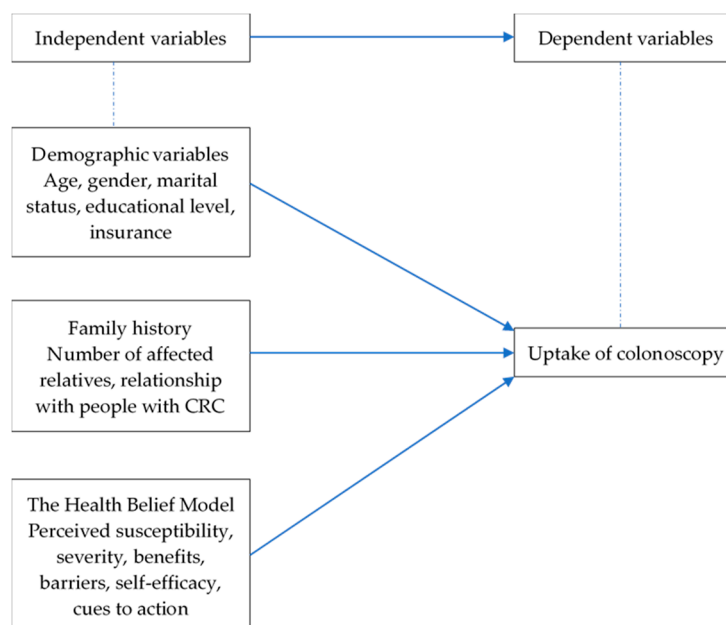 Independent variables
Dependent variables
Demographic variables
Age, gender, marital
status, educational level,
insurance
Family history
Number of affected
relatives, relationship
with people with CRC
Uptake of colonoscopy
The Health Belief Model
Perceived susceptibility,
severity, benefits,
barriers, self-efficacy,
cues to action